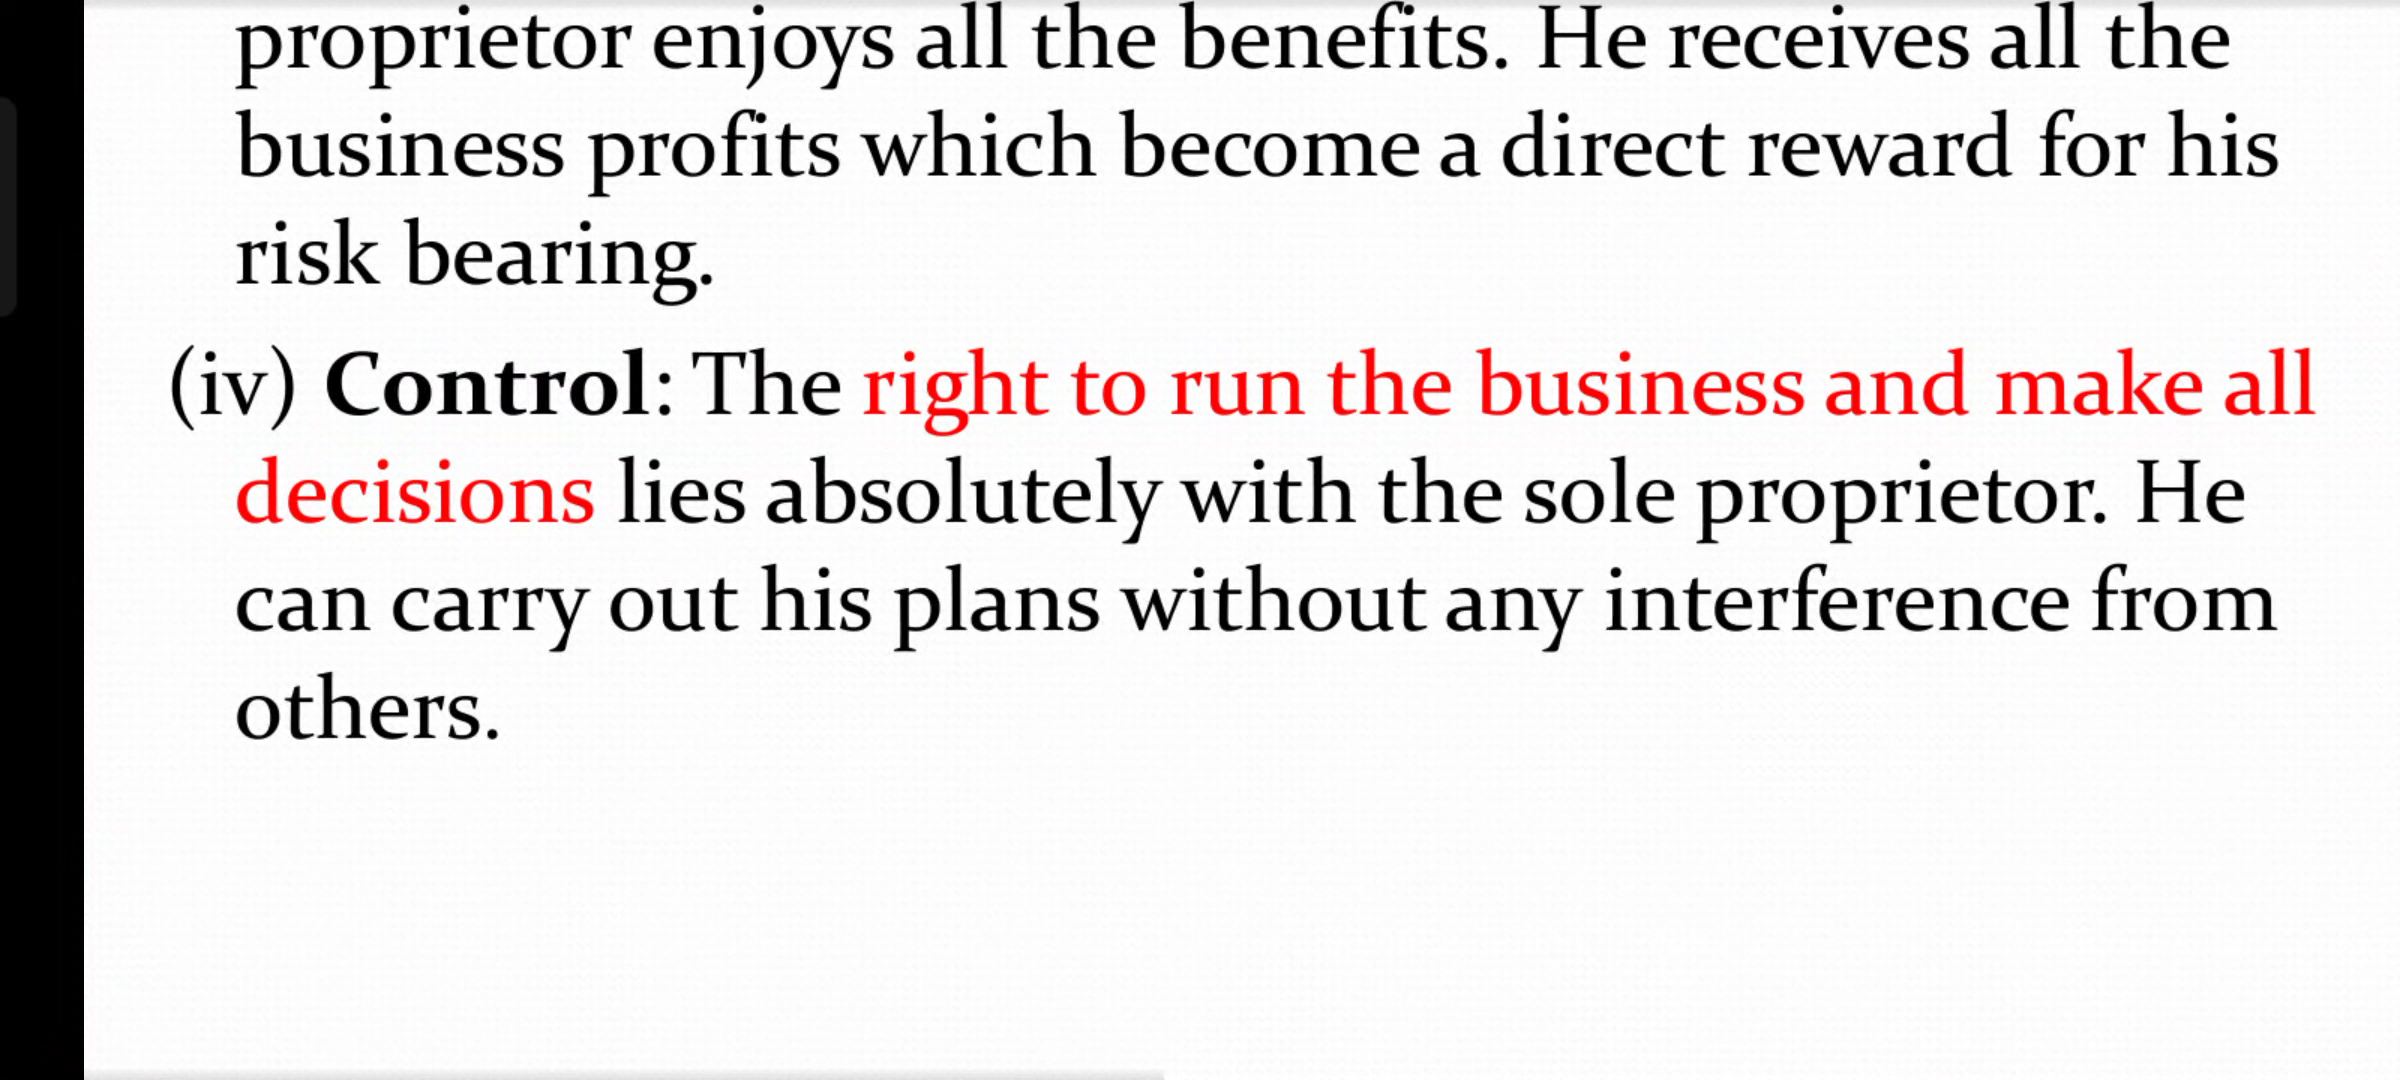 proprietor enjoys all the benefits. He receives all the
business profits which become a direct reward for his
risk bearing.
(iv) Control: The right to run the business and make all
decisions lies absolutely with the sole proprietor. He
can carry out his plans without any interference from
others.